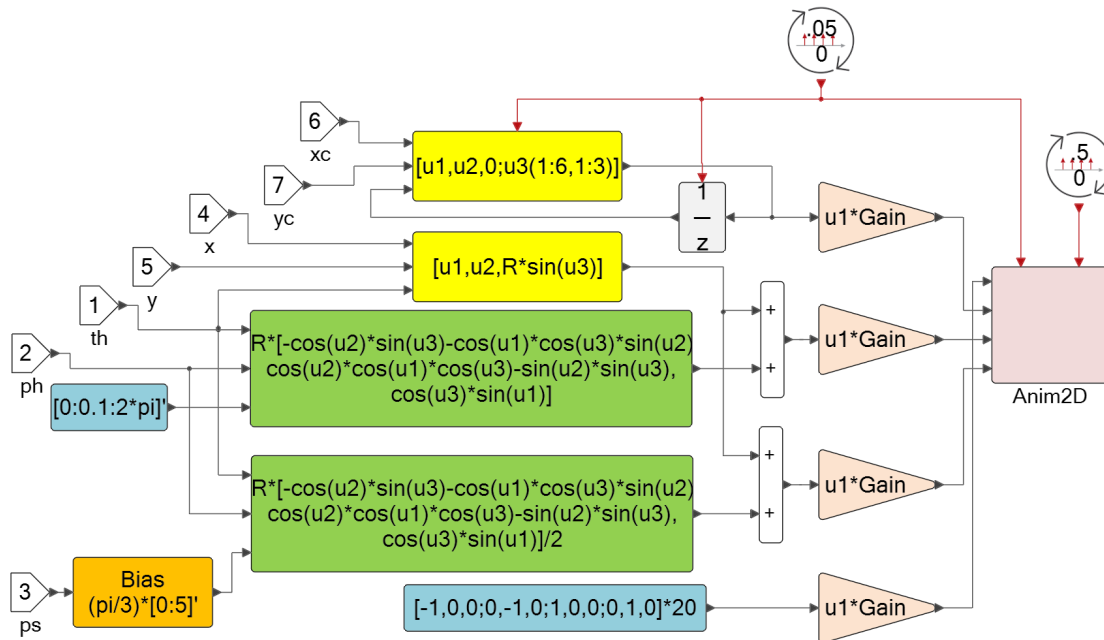 .05
0
6
xc
[u1,u2,0;u3(1:6,1:3)]
.5
0
7
yc
1
z
u1*Gain
4
x
[u1,u2,R*sin(u3)]
5
y
+
+
1
th
R*[-cos(u2)*sin(u3)-cos(u1)*cos(u3)*sin(u2)
cos(u2)*cos(u1)*cos(u3)-sin(u2)*sin(u3),
cos(u3)*sin(u1)]
u1*Gain
2
ph
[0:0.1:2*pi]'
Anim2D
R*[-cos(u2)*sin(u3)-cos(u1)*cos(u3)*sin(u2)
cos(u2)*cos(u1)*cos(u3)-sin(u2)*sin(u3),
cos(u3)*sin(u1)]/2
+
+
u1*Gain
3
ps
Bias
(pi/3)*[0:5]'
[-1,0,0;0,-1,0;1,0,0;0,1,0]*20
u1*Gain